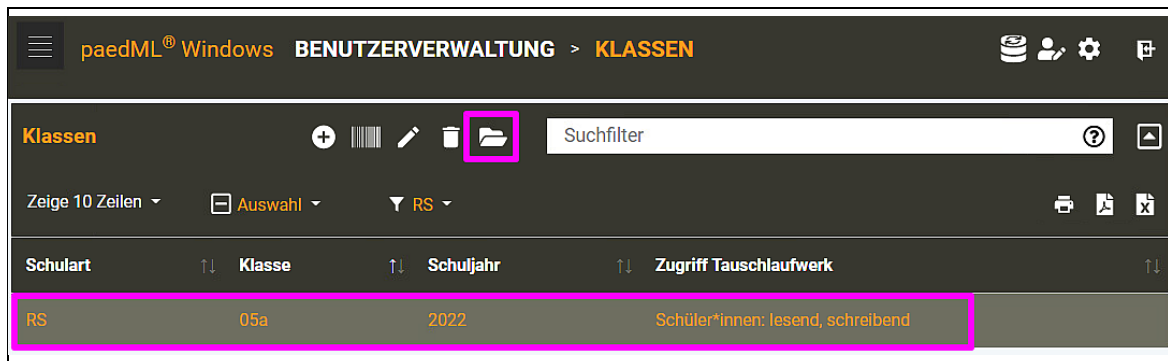 paedML® Windows BENUTZERVERWALTUNG > KLASSEN
Klassen Suchfilter
Zeige 10 Zeilen Auswahl RS
Schulart Klasse Schuljahr Zugriff Tauschlaufwerk
RS 05a 2022 Schüler*innen: lesend, schreibend